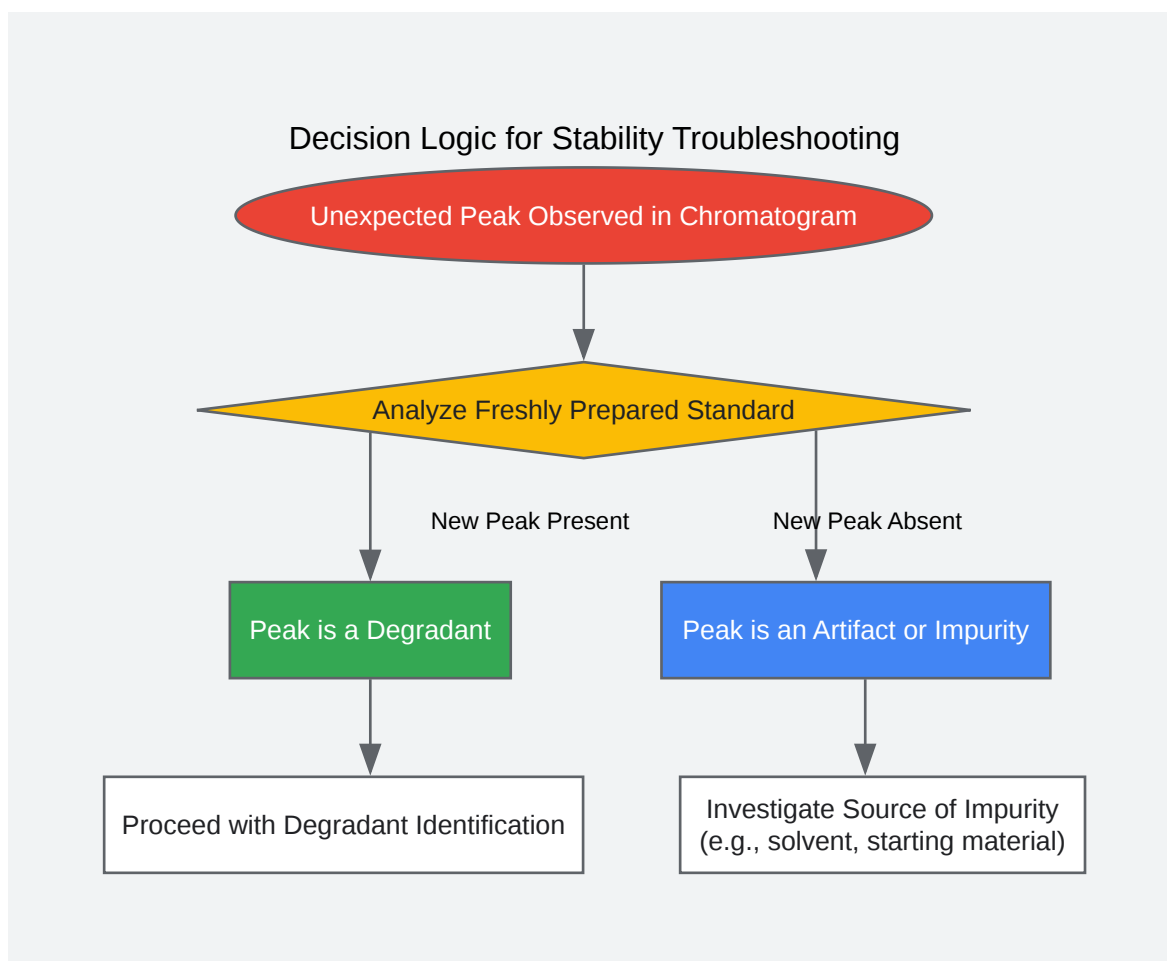 Decision Logic for Stability Troubleshooting
Unexpected Peak Observed in Chromatogram
Analyze Freshly Prepared Standard
New Peak Present
New Peak Absent
Peak is a Degradant
Peak is an Artifact or Impurity
Proceed with Degradant Identification
Investigate Source of Impurity
(e.g., solvent, starting material)